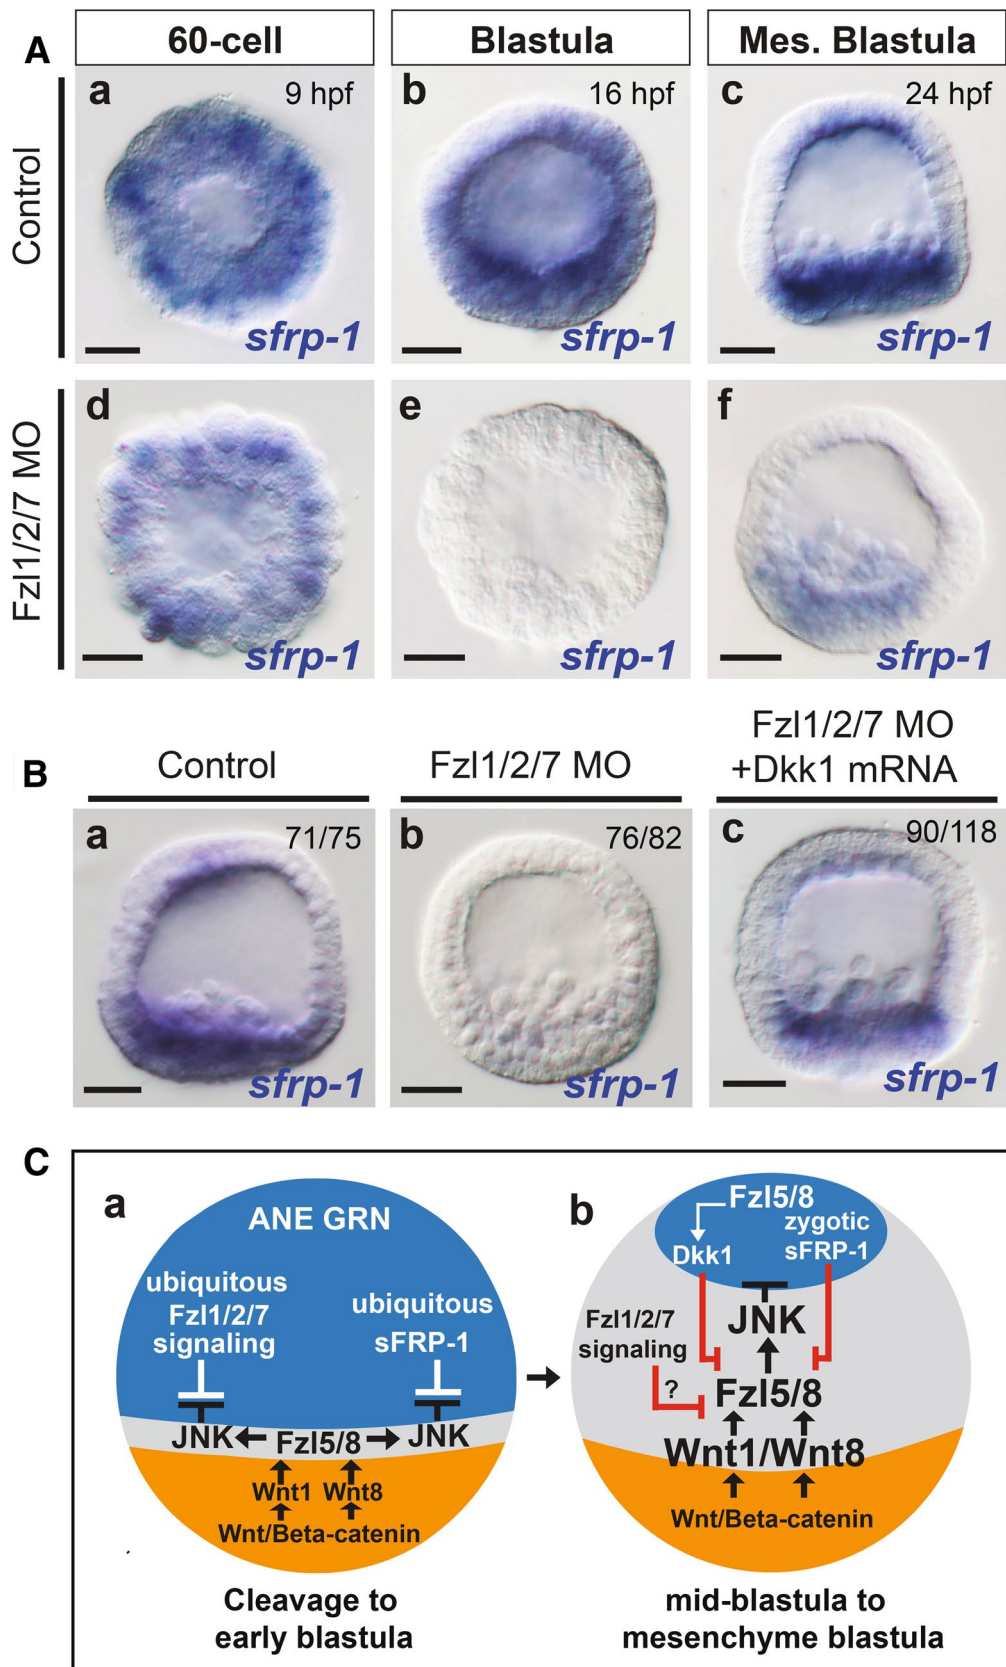 A
60-cell
Blastula
Mes. Blastula
Control
a
9 hpf
sfrp-1
b
16 hpf
sfrp-1
c
24 hpf
sfrp-1
Fzl1/2/7 MO
d
sfrp-1
e
sfrp-1
f
sfrp-1
B
Control
Fzl1/2/7 MO
Fzl1/2/7 MO
+Dkk1 mRNA
a
71/75
sfrp-1
b
76/82
sfrp-1
c
90/118
sfrp-1
C
a
ANE GRN
ubiquitous
Fzl1/2/7
signaling
ubiquitous
sFRP-1
JNK
Fzl5/8
JNK
Wnt1
Wnt8
Wnt/Beta-catenin
Cleavage to
early blastula
b
Fzl5/8
zygotic
sFRP-1
Dkk1
JNK
Fzl1/2/7
signaling
?
Fzl5/8
Wnt1/Wnt8
Wnt/Beta-catenin
mid-blastula to
mesenchyme blastula